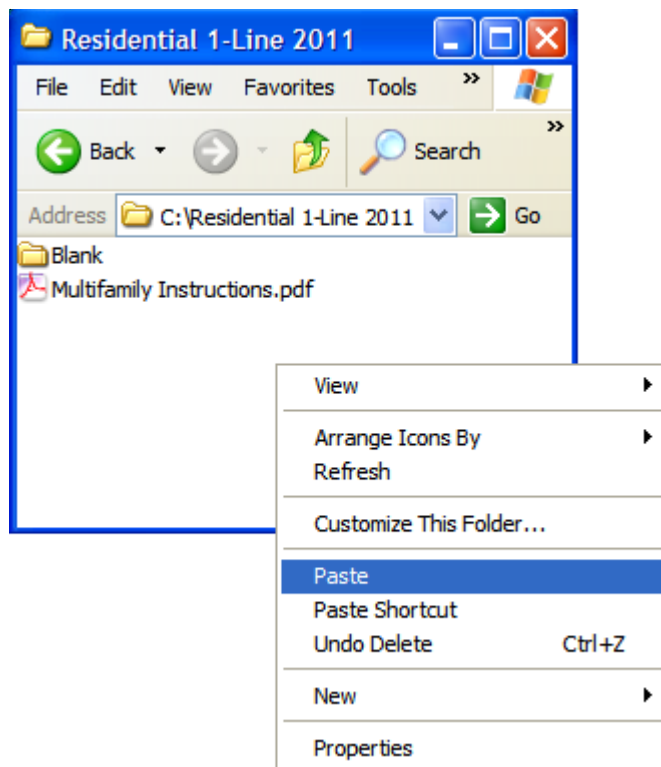 Residential 1-Line 2011
File Edit View Favorites Tools »
Back Search »
Address C:\Residential 1-Line 2011 Go
Blank
Multifamily Instructions.pdf
View
Arrange Icons By
Refresh
Customize This Folder...
Paste
Paste Shortcut
Undo Delete Ctrl+Z
New
Properties